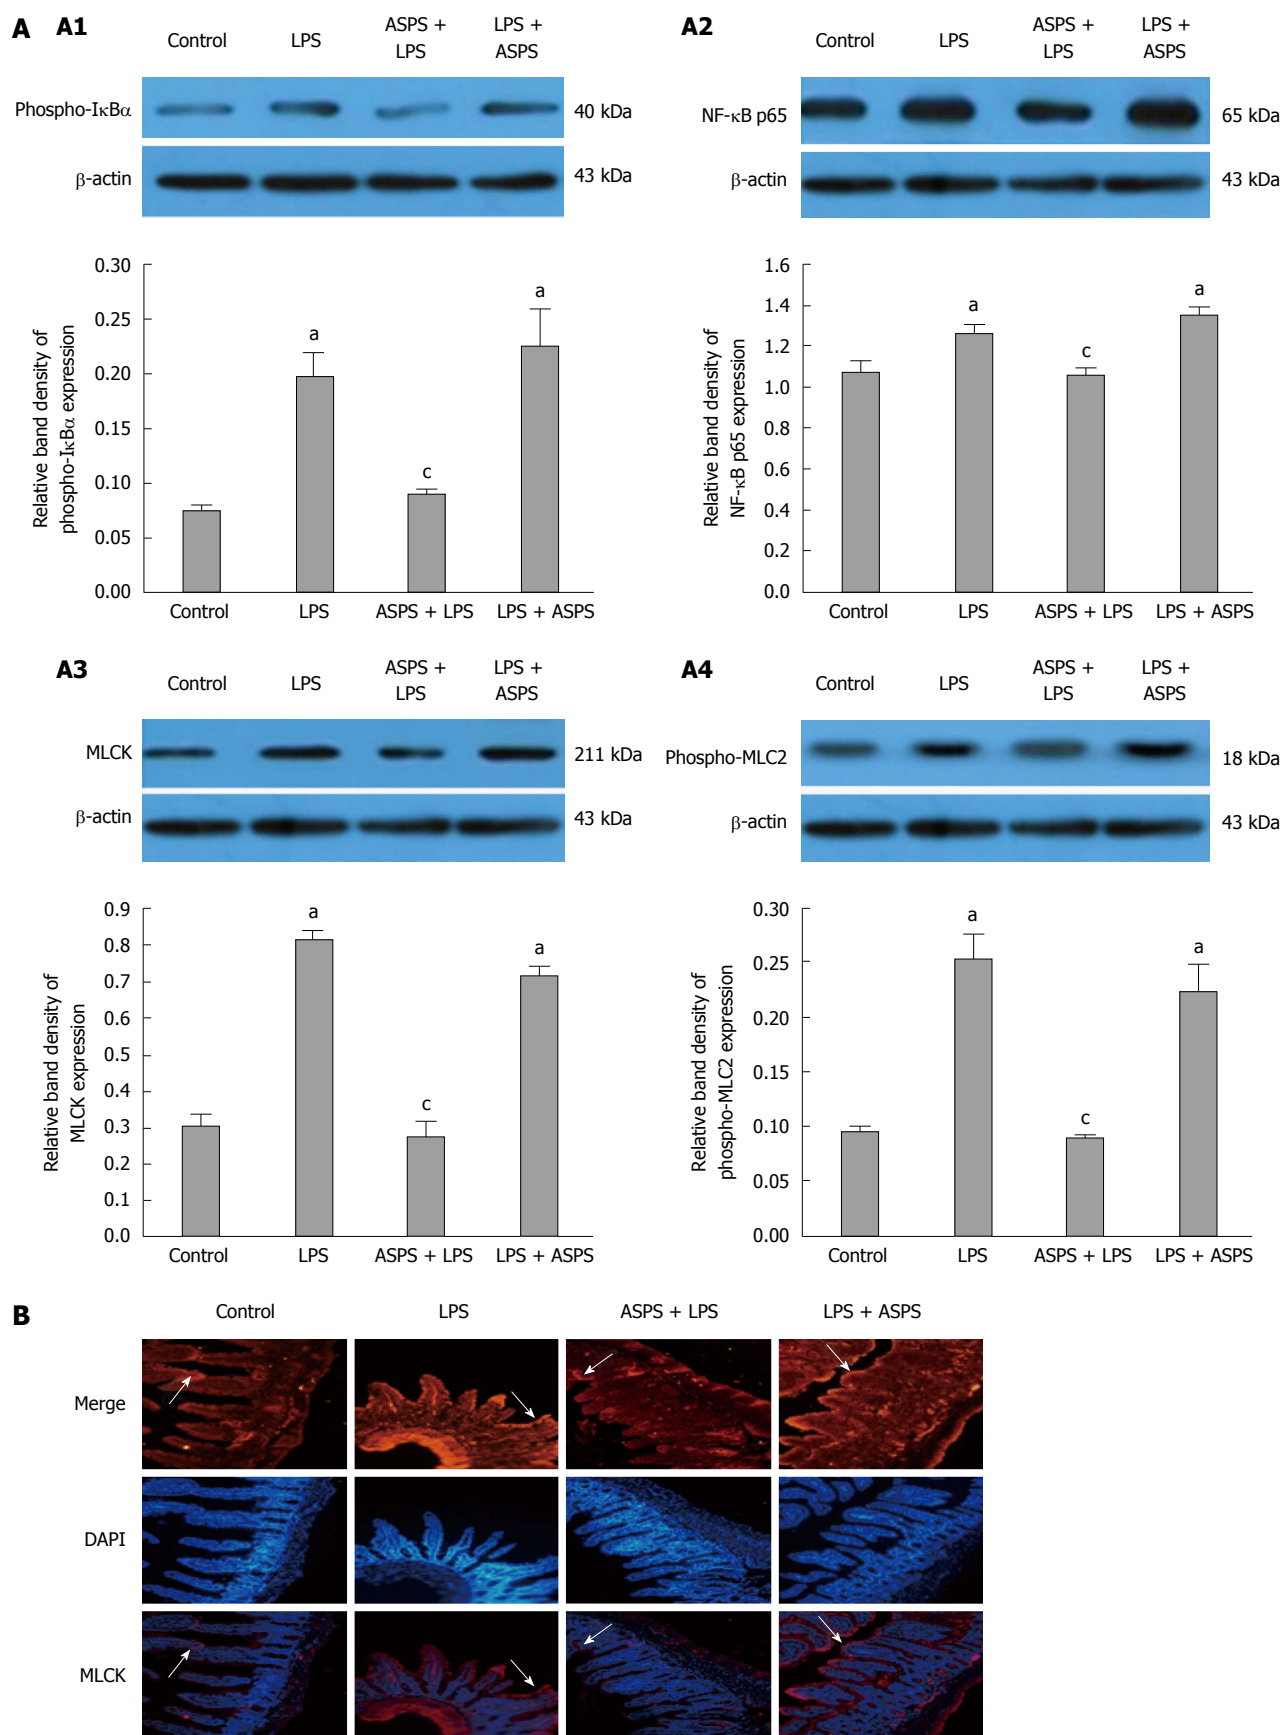 A A1
Control LPS ASPS + LPS LPS + ASPS
Phospho-IκBα 40 kDa
β-actin 43 kDa
Relative band density of
phospho-IκBα expression
0.30
0.25
0.20
0.15
0.10
0.05
0.00
a
c
a
Control LPS ASPS + LPS LPS + ASPS
A2
Control LPS ASPS + LPS LPS + ASPS
NF-κB p65 65 kDa
β-actin 43 kDa
Relative band density of
NF-κB p65 expression
1.6
1.4
1.2
1.0
0.8
0.6
0.4
0.2
0.0
a
c
a
Control LPS ASPS + LPS LPS + ASPS
A3
Control LPS ASPS + LPS LPS + ASPS
MLCK 211 kDa
β-actin 43 kDa
Relative band density of
MLCK expression
0.9
0.8
0.7
0.6
0.5
0.4
0.3
0.2
0.1
0.0
a
c
a
Control LPS ASPS + LPS LPS + ASPS
A4
Control LPS ASPS + LPS LPS + ASPS
Phospho-MLC2 18 kDa
β-actin 43 kDa
Relative band density of
phospho-MLC2 expression
0.30
0.25
0.20
0.15
0.10
0.05
0.00
a
c
a
Control LPS ASPS + LPS LPS + ASPS
B
Control LPS ASPS + LPS LPS + ASPS
Merge
DAPI
MLCK